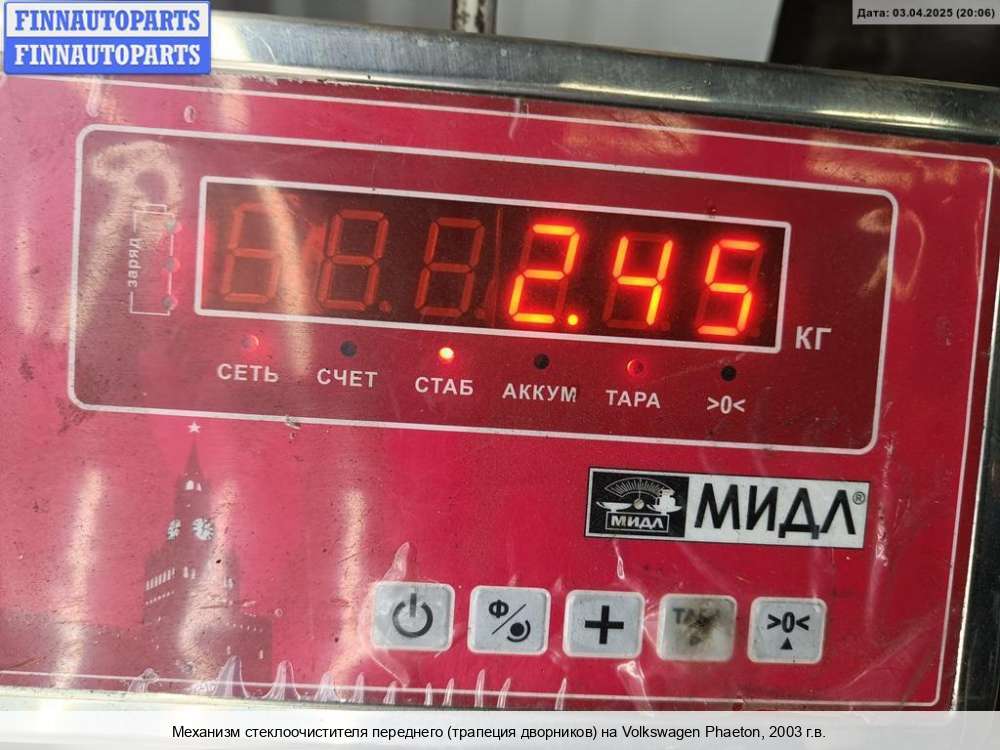 FINNAUTOPARTS
FINNAUTOPARTS
Дата: 03.04.2025 (20:06)
заряд
2.45
КГ
СЕТЬ СЧЕТ СТАБ АККУМ ТАРА >0<
МИДЛ
МИДЛ®
Ф
+
ТАРА
>0<
Механизм стеклоочистителя переднего (трапеция дворников) на Volkswagen Phaeton, 2003 г.в.